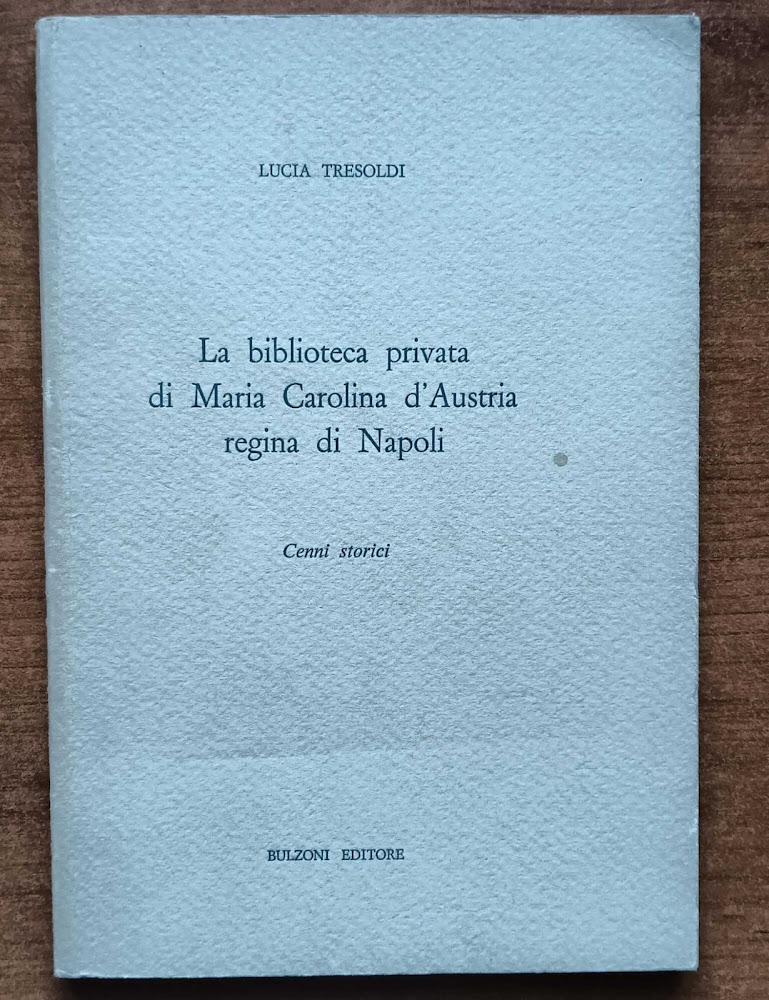 LUCIA TRESOLDI
La biblioteca privata
di Maria Carolina d'Austria
regina di Napoli
Cenni storici
BULZONI EDITORE